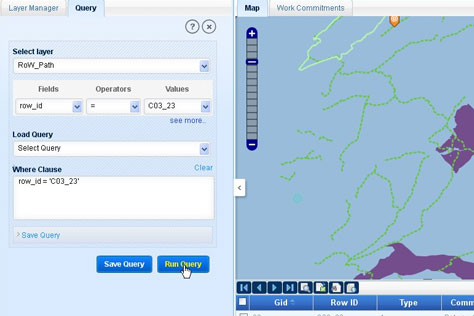 Layer Manager Query
Map Work Commitments
?
Select layer
RoW_Path
Fields Operators Values
row_id = C03_23
see more..
Load Query
Select Query
Where Clause Clear
row_id = 'C03_23'
Save Query
Save Query Run Query
Gid Row ID Type Commen